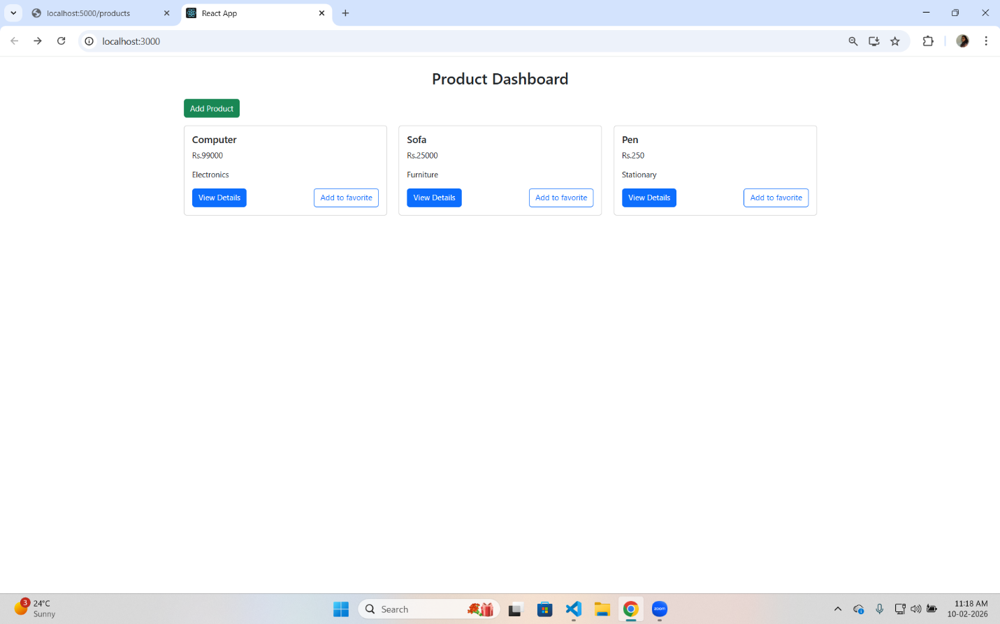 localhost:5000/products
React App
localhost:3000
Product Dashboard
Add Product
Computer
Rs.99000
Electronics
View Details Add to favorite
Sofa
Rs.25000
Furniture
View Details Add to favorite
Pen
Rs.250
Stationary
View Details Add to favorite
3
24°C
Sunny
Search
zoom
11:18 AM
10-02-2026